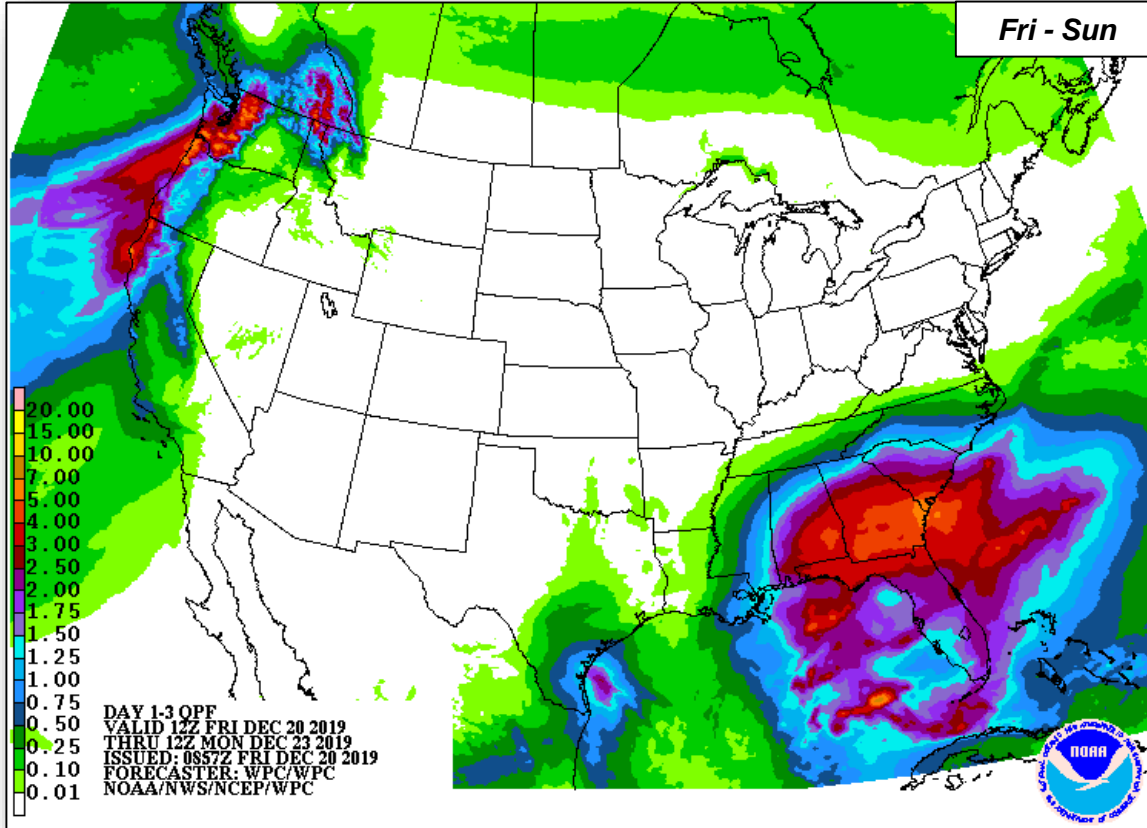 Fri - Sun
20.00
15.00
10.00
7.00
5.00
4.00
3.00
2.50
2.00
1.75
1.50
1.25
1.00
0.75
0.50
0.25
0.10
0.01
DAY 1-3 QPF
VALID 12Z FRI DEC 20 2019
THRU 12Z MON DEC 23 2019
ISSUED: 0857Z FRI DEC 20 2019
FORECASTER: WPC/WPC
NOAA/NWS/NCEP/WPC
NOAA